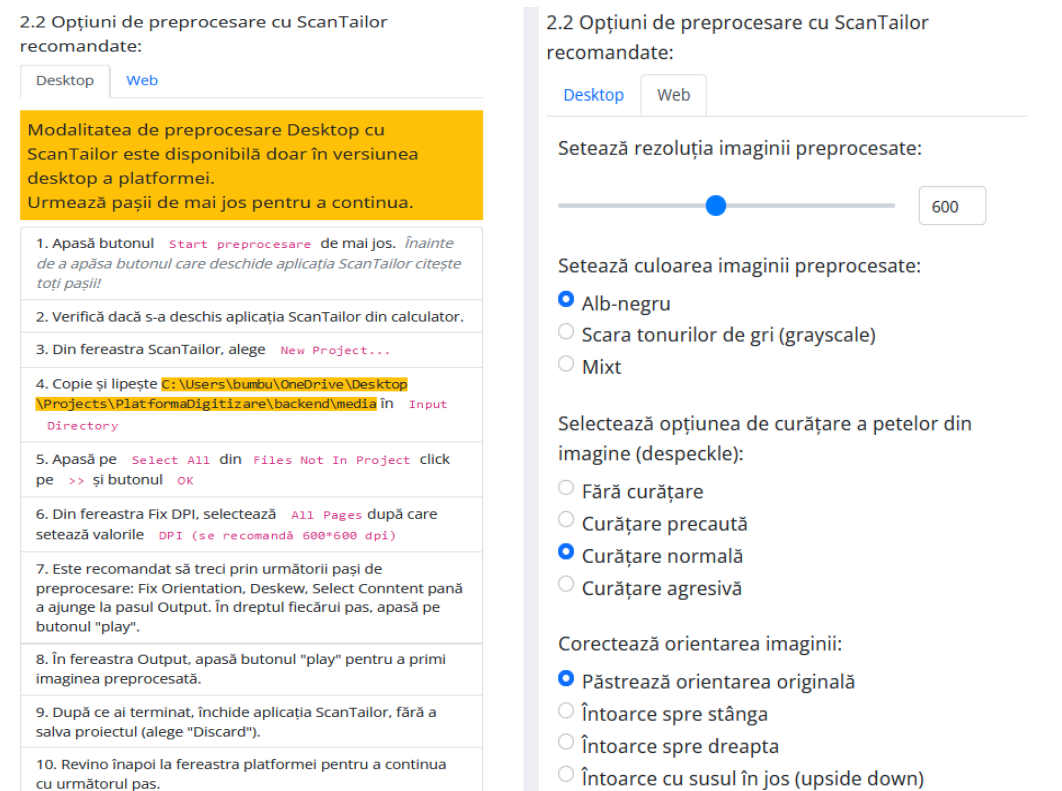 2.2 Opțiuni de preprocesare cu ScanTailor
recomandate:
Desktop Web
Modalitatea de preprocesare Desktop cu
ScanTailor este disponibilă doar în versiunea
desktop a platformei.
Urmează pașii de mai jos pentru a continua.
1. Apasă butonul Start preprocesare de mai jos. Înainte
de a apăsa butonul care deschide aplicația ScanTailor citește
toți pașii!
2. Verifică dacă s-a deschis aplicația ScanTailor din calculator.
3. Din fereastra ScanTailor, alege New Project...
4. Copie și lipește C:\Users\bumbu\OneDrive\Desktop
\Projects\PlatformaDigitizare\backend\media în Input
Directory
5. Apasă pe Select All din Files Not In Project click
pe >> și butonul OK
6. Din fereastra Fix DPI, selectează All Pages după care
setează valorile DPI (se recomandă 600*600 dpi)
7. Este recomandat să treci prin următorii pași de
preprocesare: Fix Orientation, Deskew, Select Conntent pană
a ajunge la pasul Output. În dreptul fiecărui pas, apasă pe
butonul "play".
8. În fereastra Output, apasă butonul "play" pentru a primi
imaginea preprocesată.
9. După ce ai terminat, închide aplicația ScanTailor, fără a
salva proiectul (alege "Discard").
10. Revino înapoi la fereastra platformei pentru a continua
cu următorul pas.
2.2 Opțiuni de preprocesare cu ScanTailor
recomandate:
Desktop Web
Setează rezoluția imaginii preprocesate:
600
Setează culoarea imaginii preprocesate:
Alb-negru
Scara tonurilor de gri (grayscale)
Mixt
Selectează opțiunea de curățare a petelor din
imagine (despeckle):
Fără curățare
Curățare precaută
Curățare normală
Curățare agresivă
Corectează orientarea imaginii:
Păstrează orientarea originală
Întoarce spre stânga
Întoarce spre dreapta
Întoarce cu susul în jos (upside down)